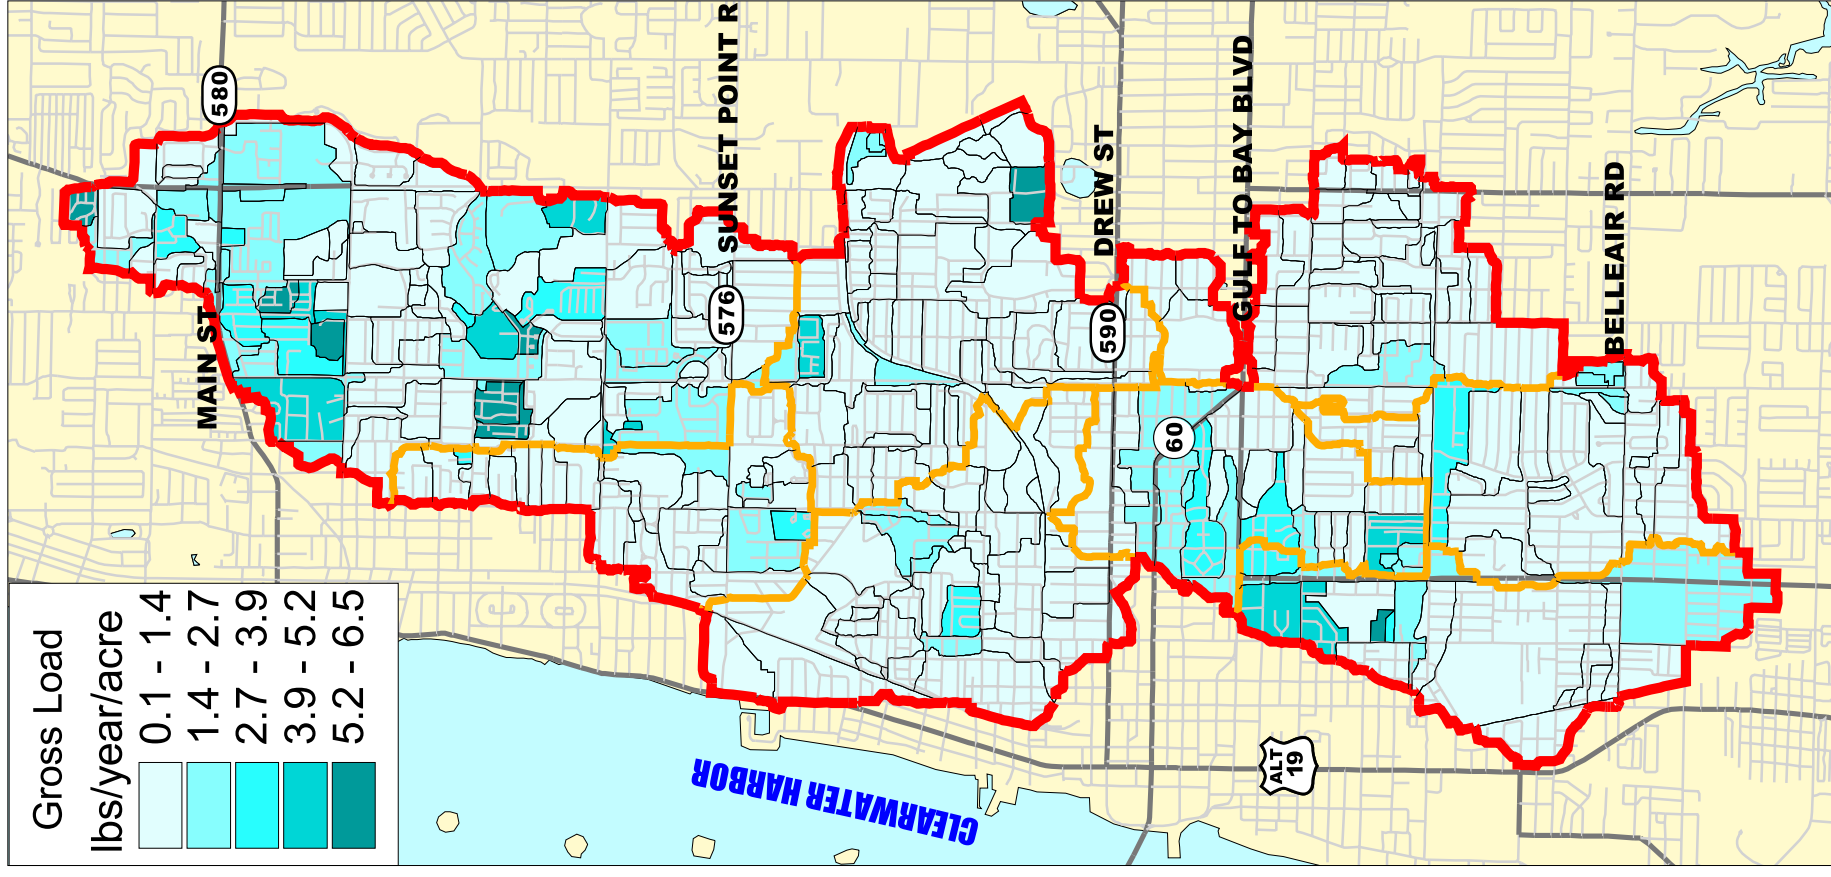 Gross Load
lbs/year/acre
0.1 - 1.4
1.4 - 2.7
2.7 - 3.9
3.9 - 5.2
5.2 - 6.5
580
MAIN ST
SUNSET POINT R
576
DREW ST
590
GULF TO BAY BLVD
60
BELLEAIR RD
CLEARWATER HARBOR
ALT
19